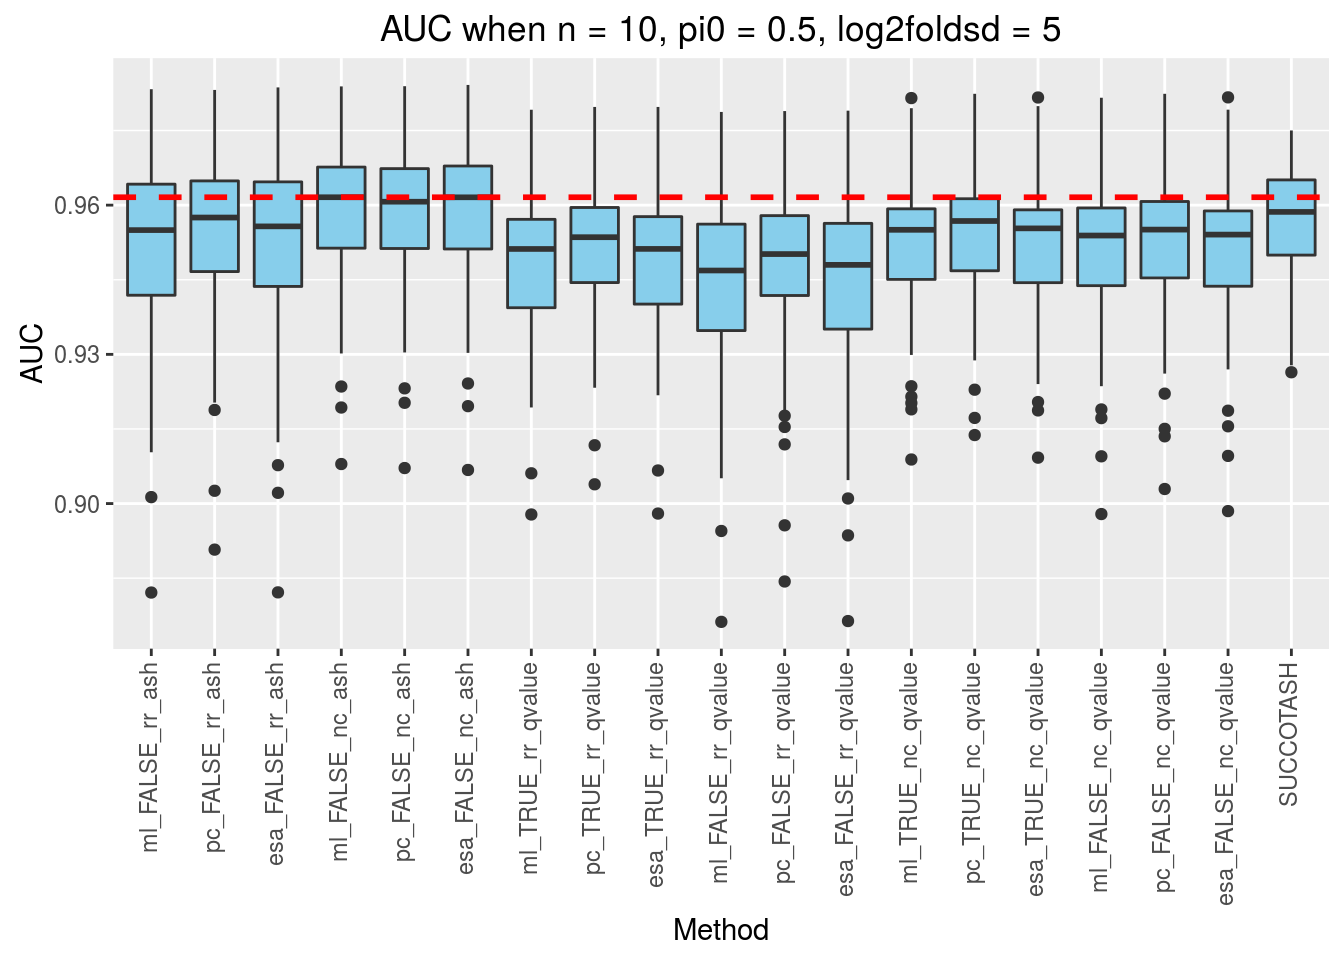 AUC when n = 10, pi0 = 0.5, log2foldsd = 5
AUC
0.96
0.93
0.90
ml_FALSE_rr_ash
pc_FALSE_rr_ash
esa_FALSE_rr_ash
ml_FALSE_nc_ash
pc_FALSE_nc_ash
esa_FALSE_nc_ash
ml_TRUE_rr_qvalue
pc_TRUE_rr_qvalue
esa_TRUE_rr_qvalue
ml_FALSE_rr_qvalue
pc_FALSE_rr_qvalue
esa_FALSE_rr_qvalue
ml_TRUE_nc_qvalue
pc_TRUE_nc_qvalue
esa_TRUE_nc_qvalue
ml_FALSE_nc_qvalue
pc_FALSE_nc_qvalue
esa_FALSE_nc_qvalue
SUCCOTASH
Method